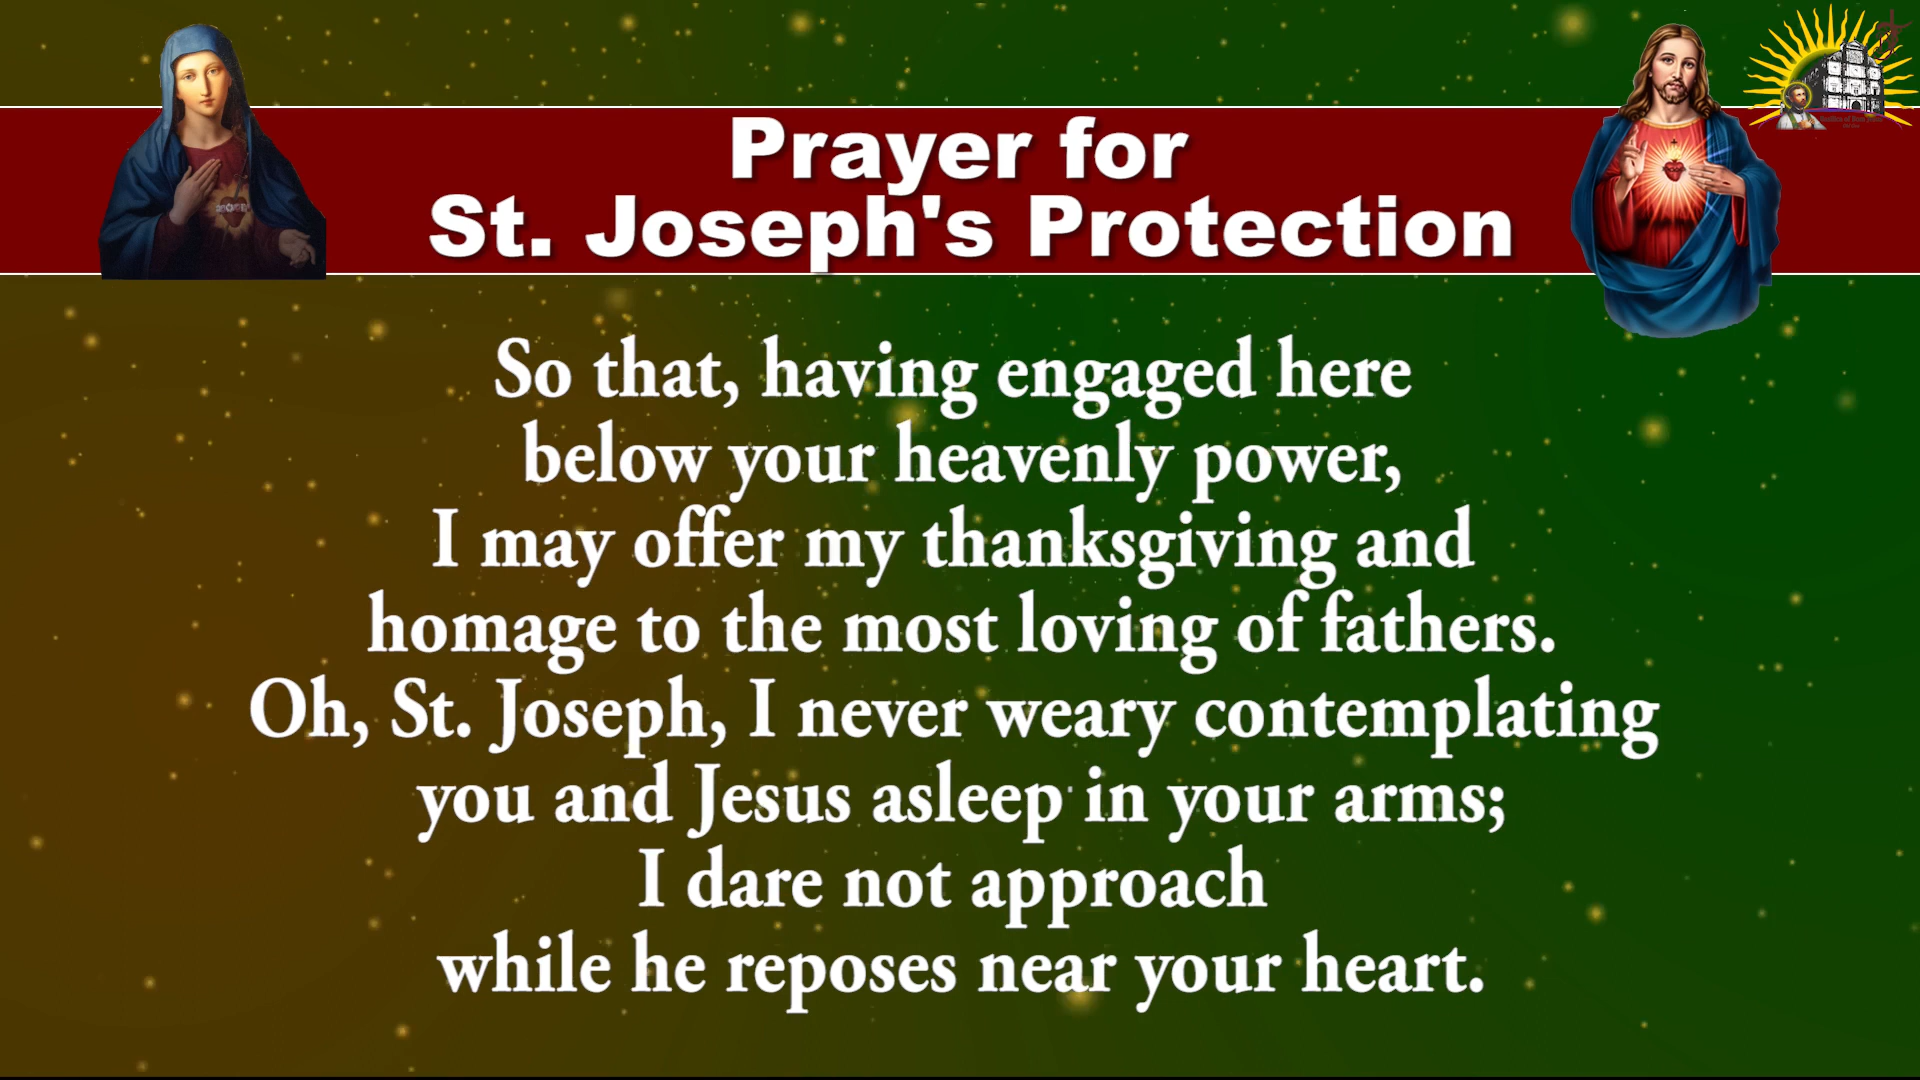 Prayer for
St. Joseph's Protection
So that, having engaged here
below your heavenly power,
I may offer my thanksgiving and
homage to the most loving of fathers.
Oh, St. Joseph, I never weary contemplating
you and Jesus asleep in your arms;
I dare not approach
while he reposes near your heart.